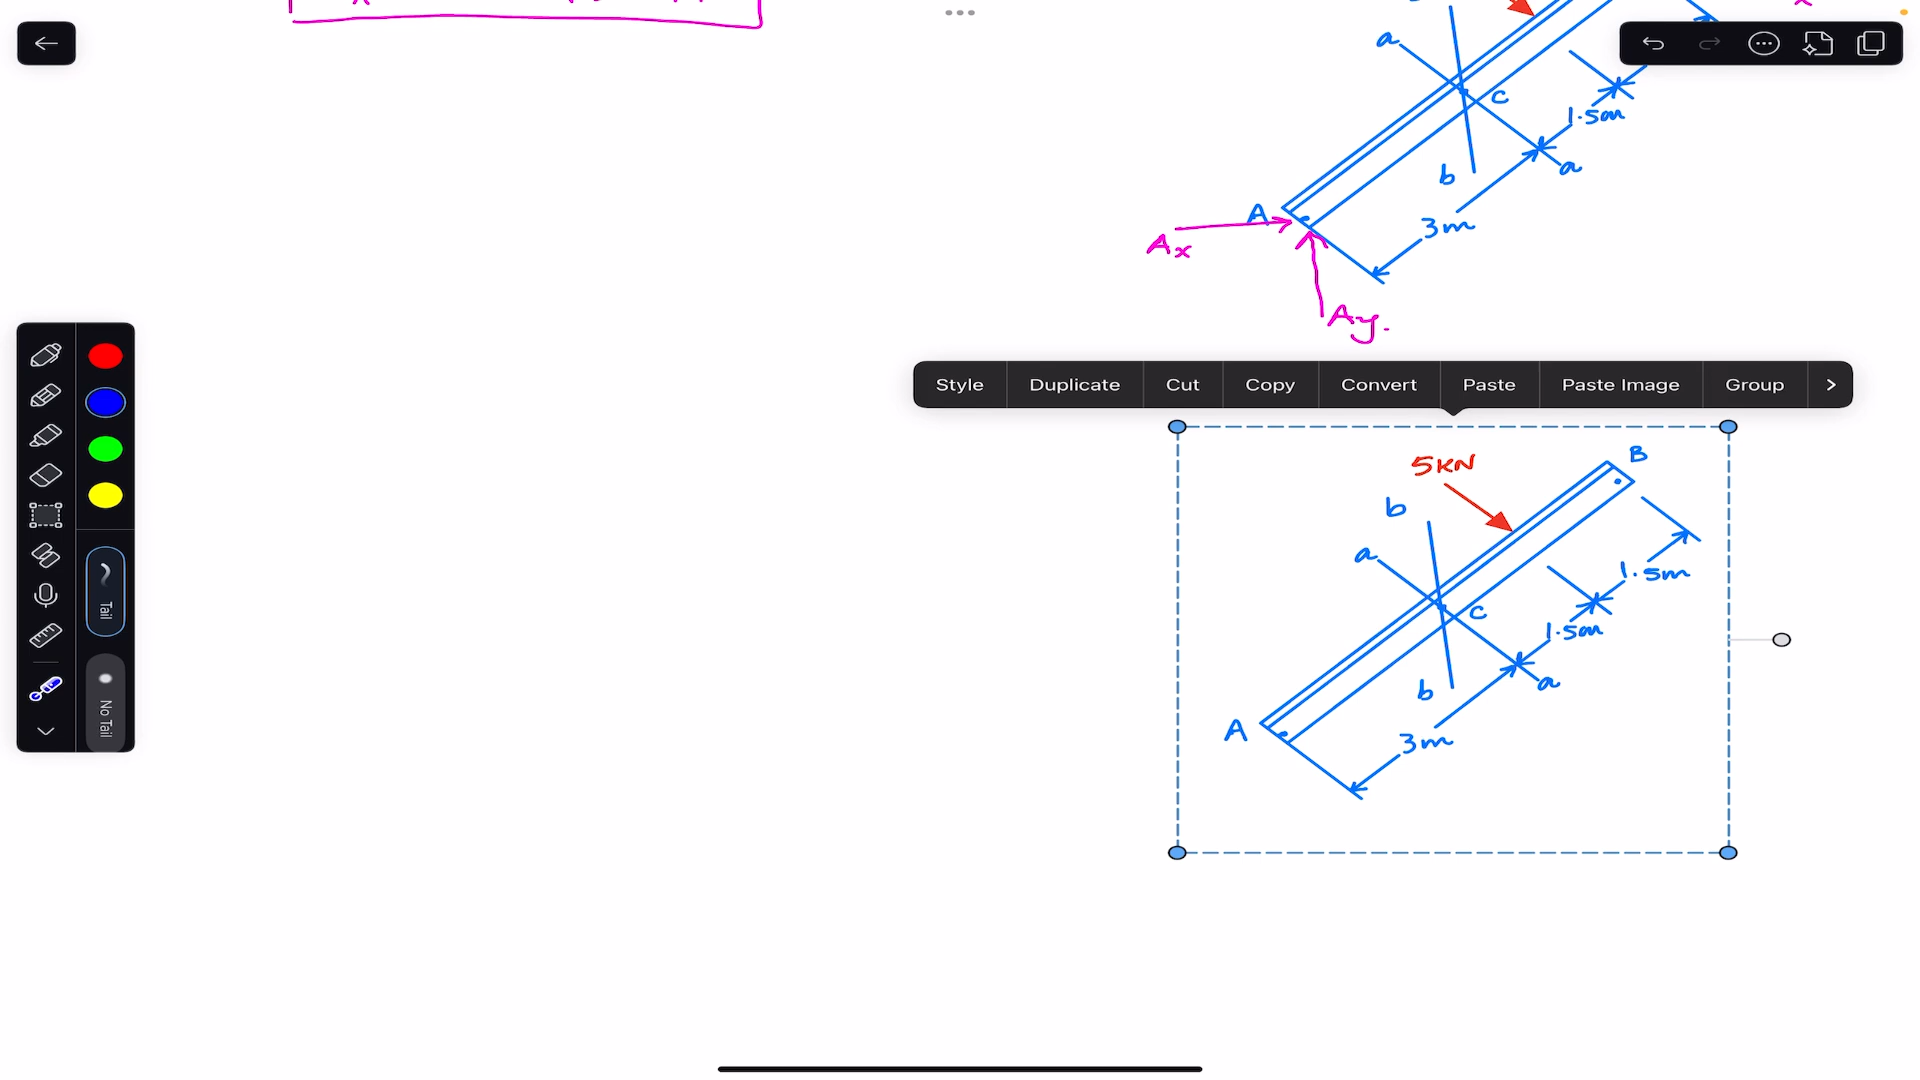 a
C
1.5m
b
a
A
3m
Ax
Ay.
Style Duplicate Cut Copy Convert Paste Paste Image Group
B
5KN
b
a
1.5m
C
1.5m
b
a
A
3m
Tail
No Tail